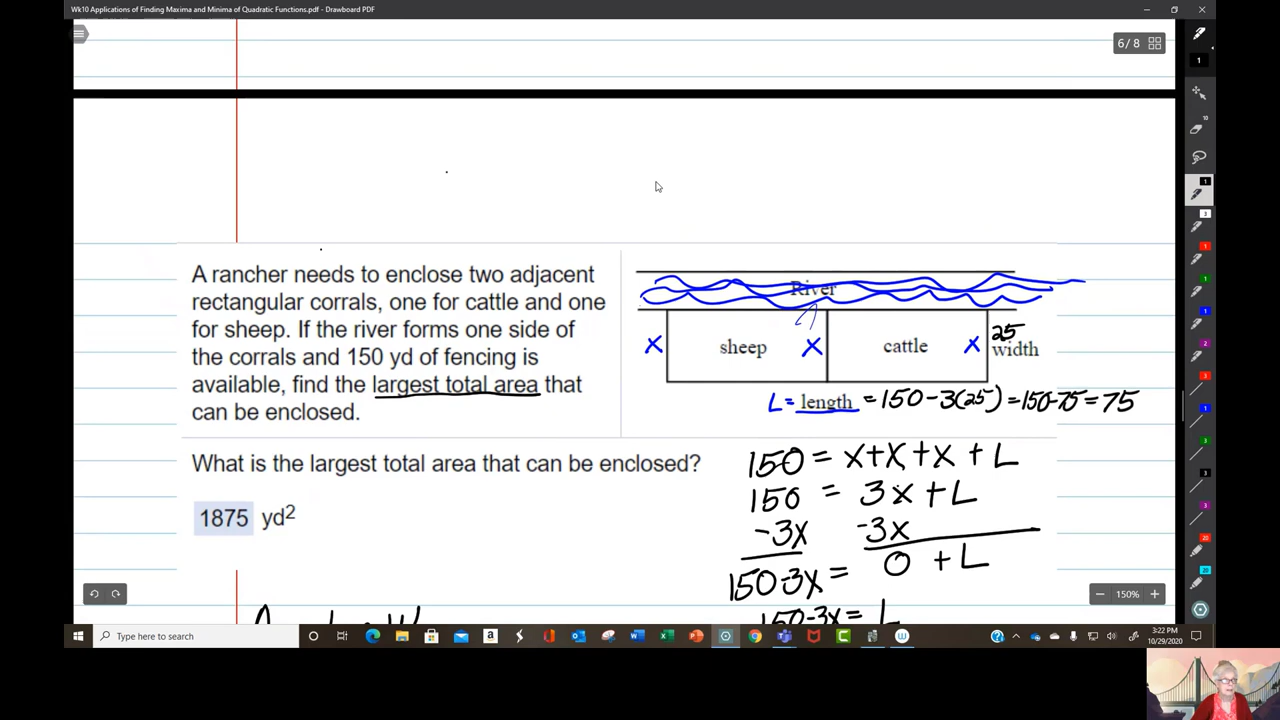 Wk10 Applications of Finding Maxima and Minima of Quadratic Functions.pdf - Drawboard PDF
6 / 8
A rancher needs to enclose two adjacent
rectangular corrals, one for cattle and one
for sheep. If the river forms one side of
the corrals and 150 yd of fencing is
available, find the largest total area that
can be enclosed.
River
X sheep X cattle X 25
width
L = length = 150 - 3(25) = 150-75 = 75
What is the largest total area that can be enclosed?
1875 yd²
150 = x+x+x + L
150 = 3x + L
-3x -3x
150-3x = 0 + L
150-3x = L
150%
Type here to search
3:22 PM
10/29/2020